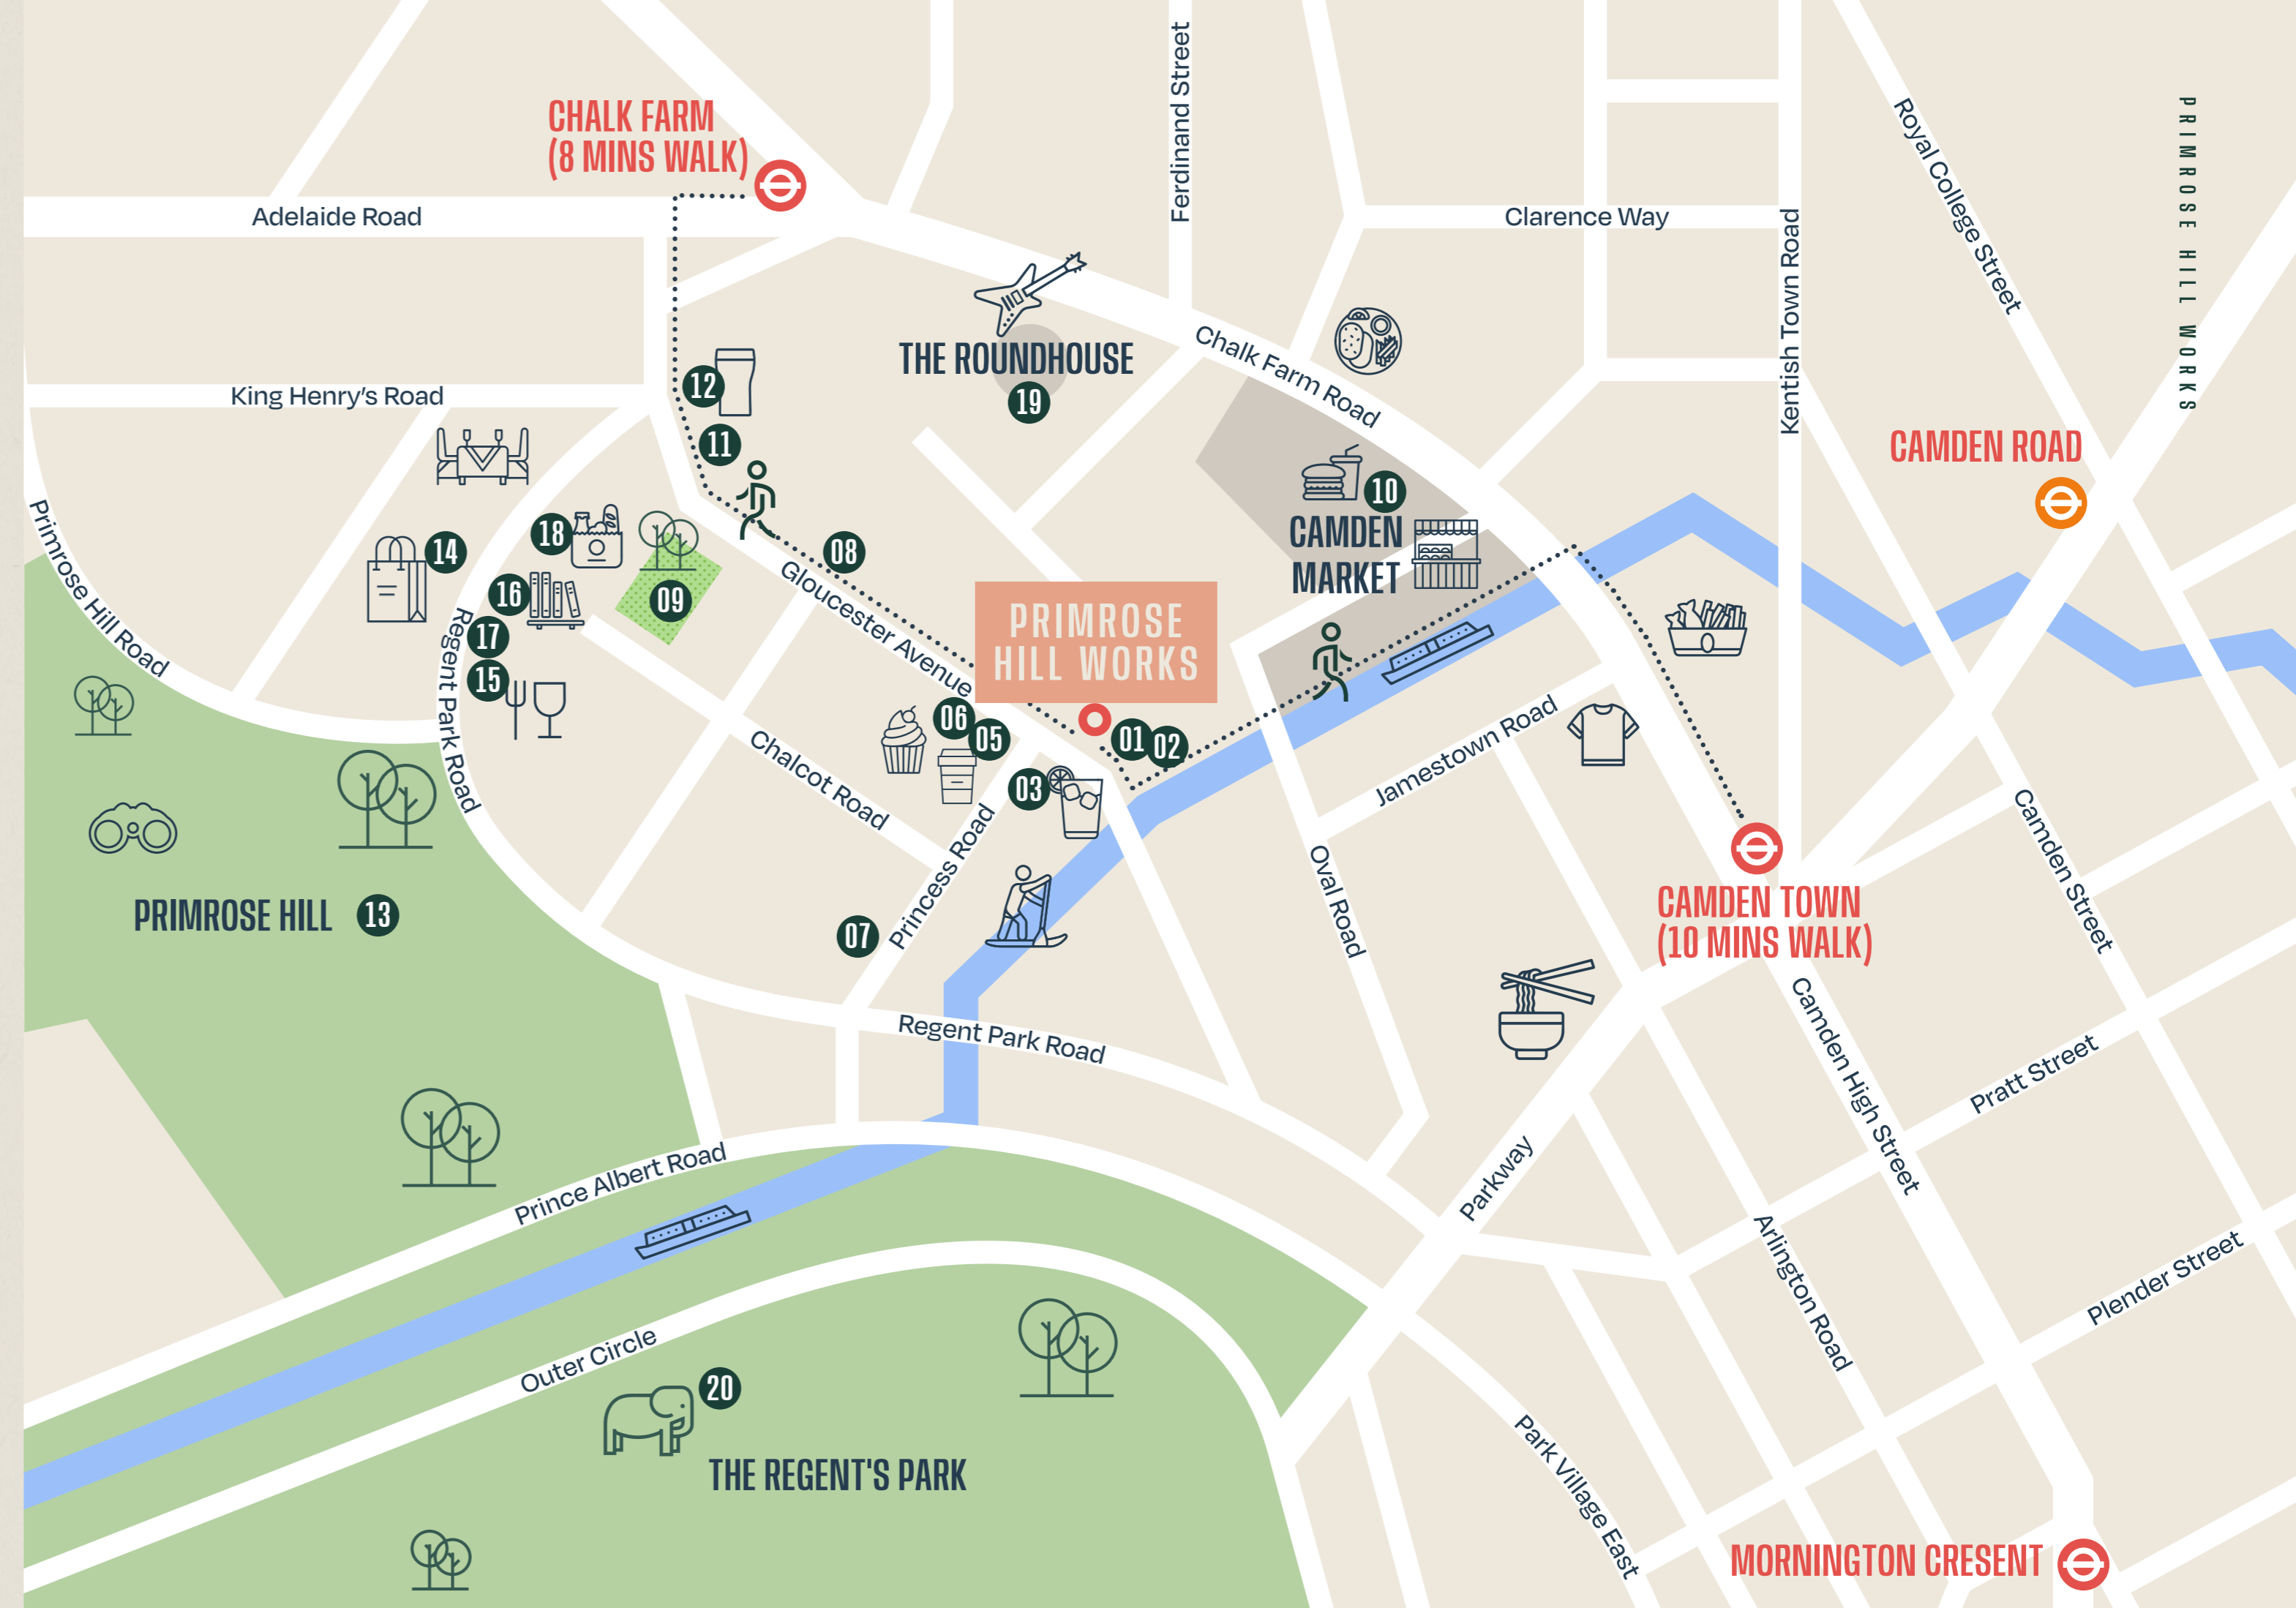 CHALK FARM
(8 MINS WALK)
Adelaide Road
Ferdinand Street
Clarence Way
Kentish Town Road
Royal College Street
PRIMROSE HILL WORKS
King Henry's Road
12
11
THE ROUNDHOUSE
19
Chalk Farm Road
CAMDEN ROAD
10
CAMDEN
MARKET
Primrose Hill Road
14
18
16
17
15
09
08
Regent Park Road
Gloucester Avenue
PRIMROSE
HILL WORKS
06
05
03
01
02
Chalcot Road
Princess Road
07
Jamestown Road
Oval Road
CAMDEN TOWN
(10 MINS WALK)
Camden Street
PRIMROSE HILL
13
Regent Park Road
Camden High Street
Pratt Street
Prince Albert Road
Parkway
Arlington Road
Plender Street
Outer Circle
20
THE REGENT'S PARK
Park Village East
MORNINGTON CRESENT